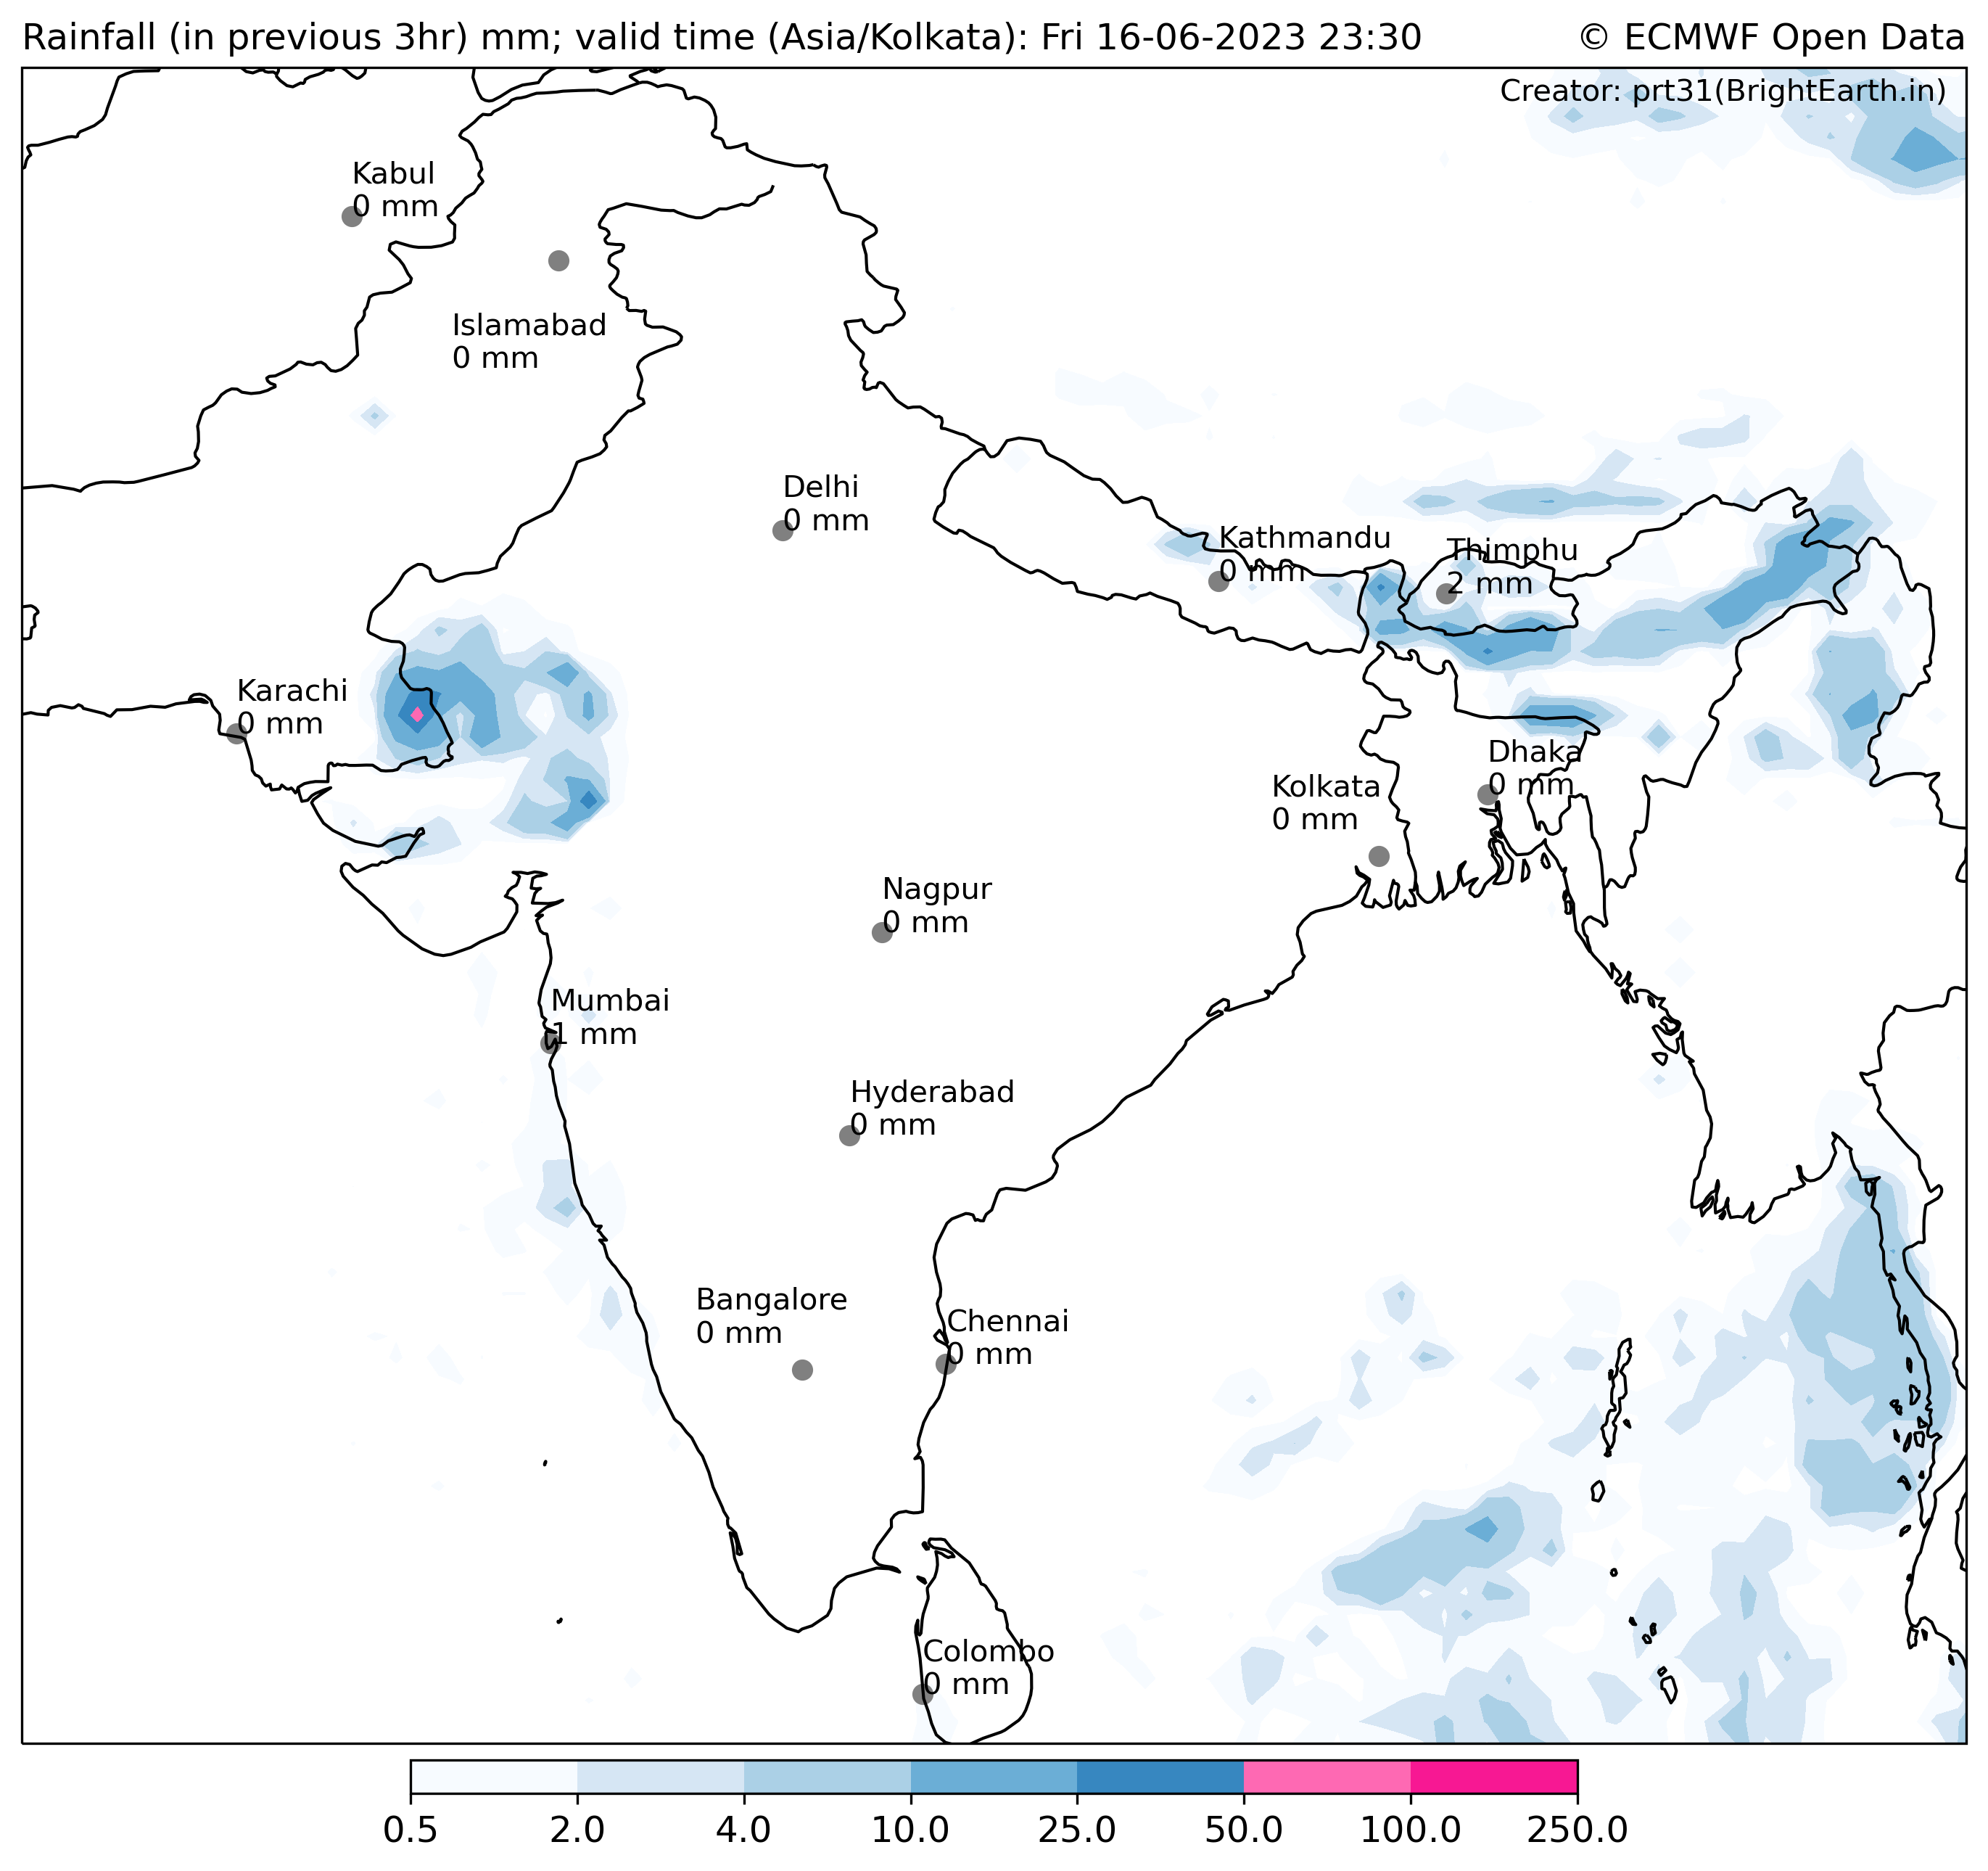 Rainfall (in previous 3hr) mm; valid time (Asia/Kolkata): Fri 16-06-2023 23:30
© ECMWF Open Data
Creator: prt31(BrightEarth.in)
Kabul
0 mm
Islamabad
0 mm
Delhi
0 mm
Kathmandu
0 mm
Thimphu
2 mm
Karachi
0 mm
Dhaka
0 mm
Kolkata
0 mm
Nagpur
0 mm
Mumbai
1 mm
Hyderabad
0 mm
Bangalore
0 mm
Chennai
0 mm
Colombo
0 mm
0.5 2.0 4.0 10.0 25.0 50.0 100.0 250.0